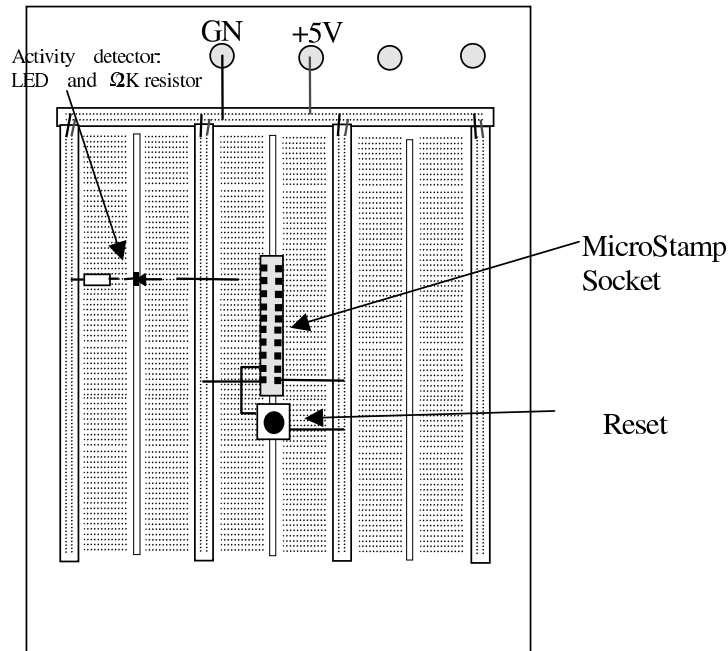 GN
+5V
Activity detector:
LED and ΩK resistor
MicroStamp
Socket
Reset